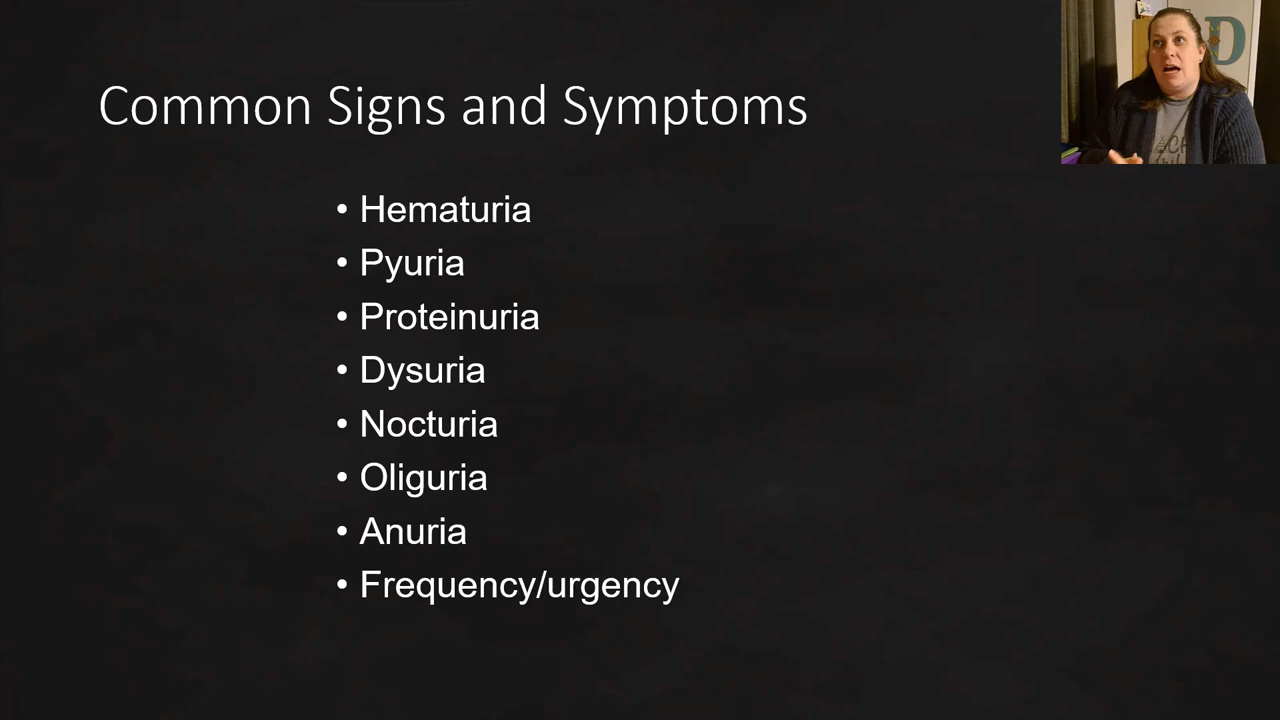 Common Signs and Symptoms
• Hematuria
• Pyuria
• Proteinuria
• Dysuria
• Nocturia
• Oliguria
• Anuria
• Frequency/urgency
D